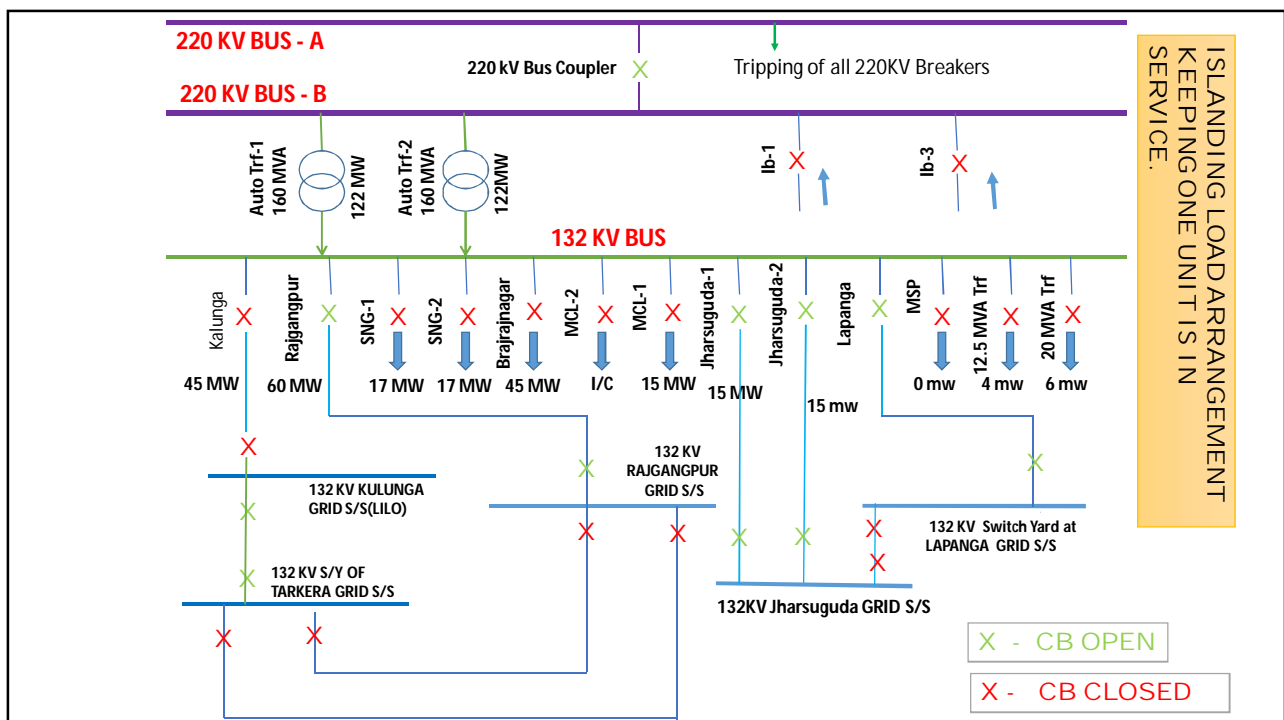 220 KV BUS - A
220 kV Bus Coupler
X
Tripping of all 220KV Breakers
220 KV BUS - B
Auto Trf-1
160 MVA
122 MW
Auto Trf-2
160 MVA
122MW
Ib-1
X
Ib-3
X
132 KV BUS
Kalunga
X
45 MW
Rajgangpur
X
60 MW
SNG-1
X
17 MW
SNG-2
X
17 MW
Brajrajnagar
X
45 MW
MCL-2
X
I/C
MCL-1
X
15 MW
Jharsuguda-1
X
15 MW
Jharsuguda-2
X
15 mw
Lapanga
X
MSP
X
0 mw
12.5 MVA Trf
X
4 mw
20 MVA Trf
X
6 mw
X
132 KV KULUNGA
GRID S/S(LILO)
X
X
132 KV S/Y OF
TARKERA GRID S/S
X
X
X
132 KV
RAJGANGPUR
GRID S/S
X
X
X
X
X
132 KV Switch Yard at
LAPANGA GRID S/S
X
X
132KV Jharsuguda GRID S/S
X - CB OPEN
X - CB CLOSED
ISLANDING LOAD ARRANGEMENT
KEEPING ONE UNIT IS IN
SERVICE.